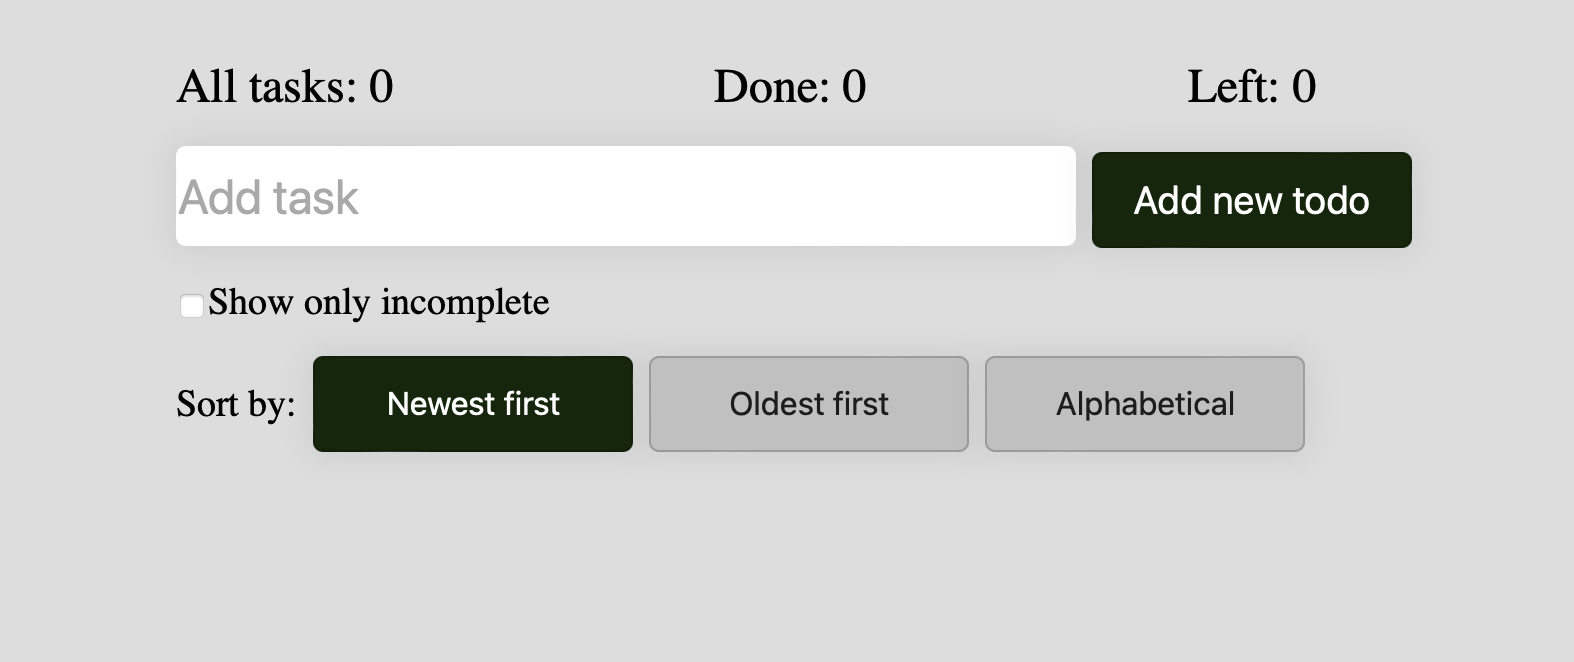 All tasks: 0 Done: 0 Left: 0
Add task Add new todo
Show only incomplete
Sort by: Newest first Oldest first Alphabetical